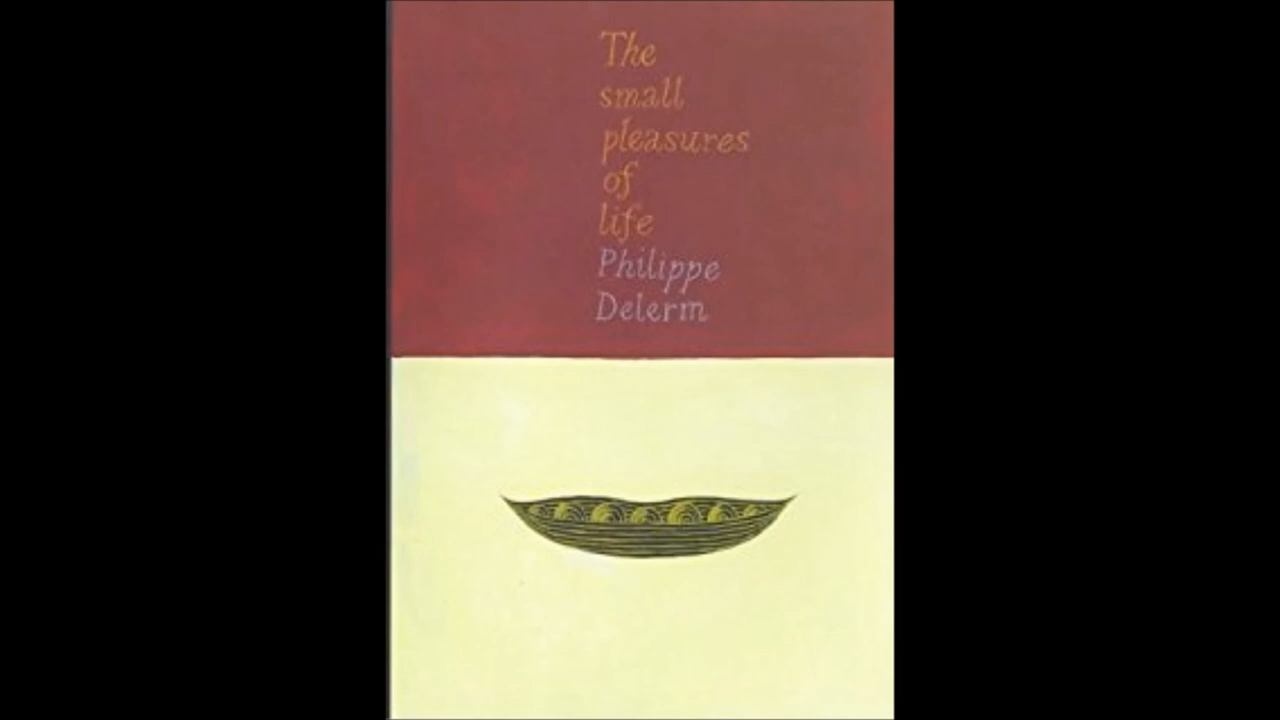 The
small
pleasures
of
life
Philippe
Delerm